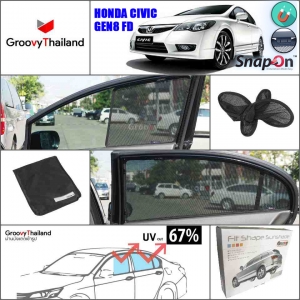 GroovyThailand
HONDA CIVIC
GEN8 FD
SnapOn
GroovyThailand
UV
67%
Fit Shape Sunshade